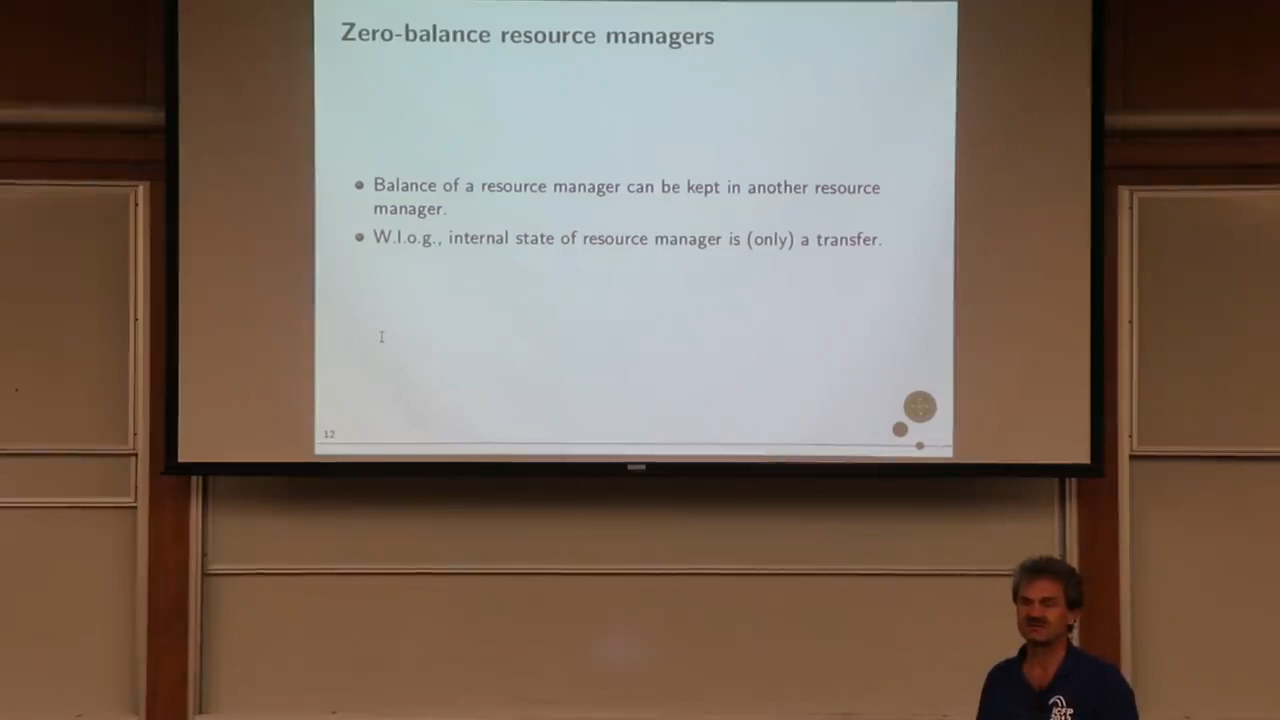 Zero-balance resource managers
Balance of a resource manager can be kept in another resource
manager.
W.l.o.g., internal state of resource manager is (only) a transfer.
12
ICFP